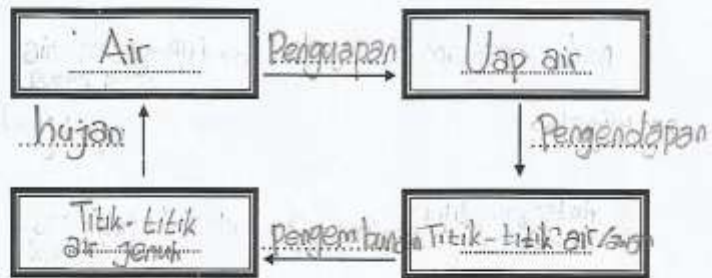 Air
Penguapan
Uap air
hujan
Pengendapan
Titik-titik
air jenuh
Pengembunan
Titik-titik air/awan